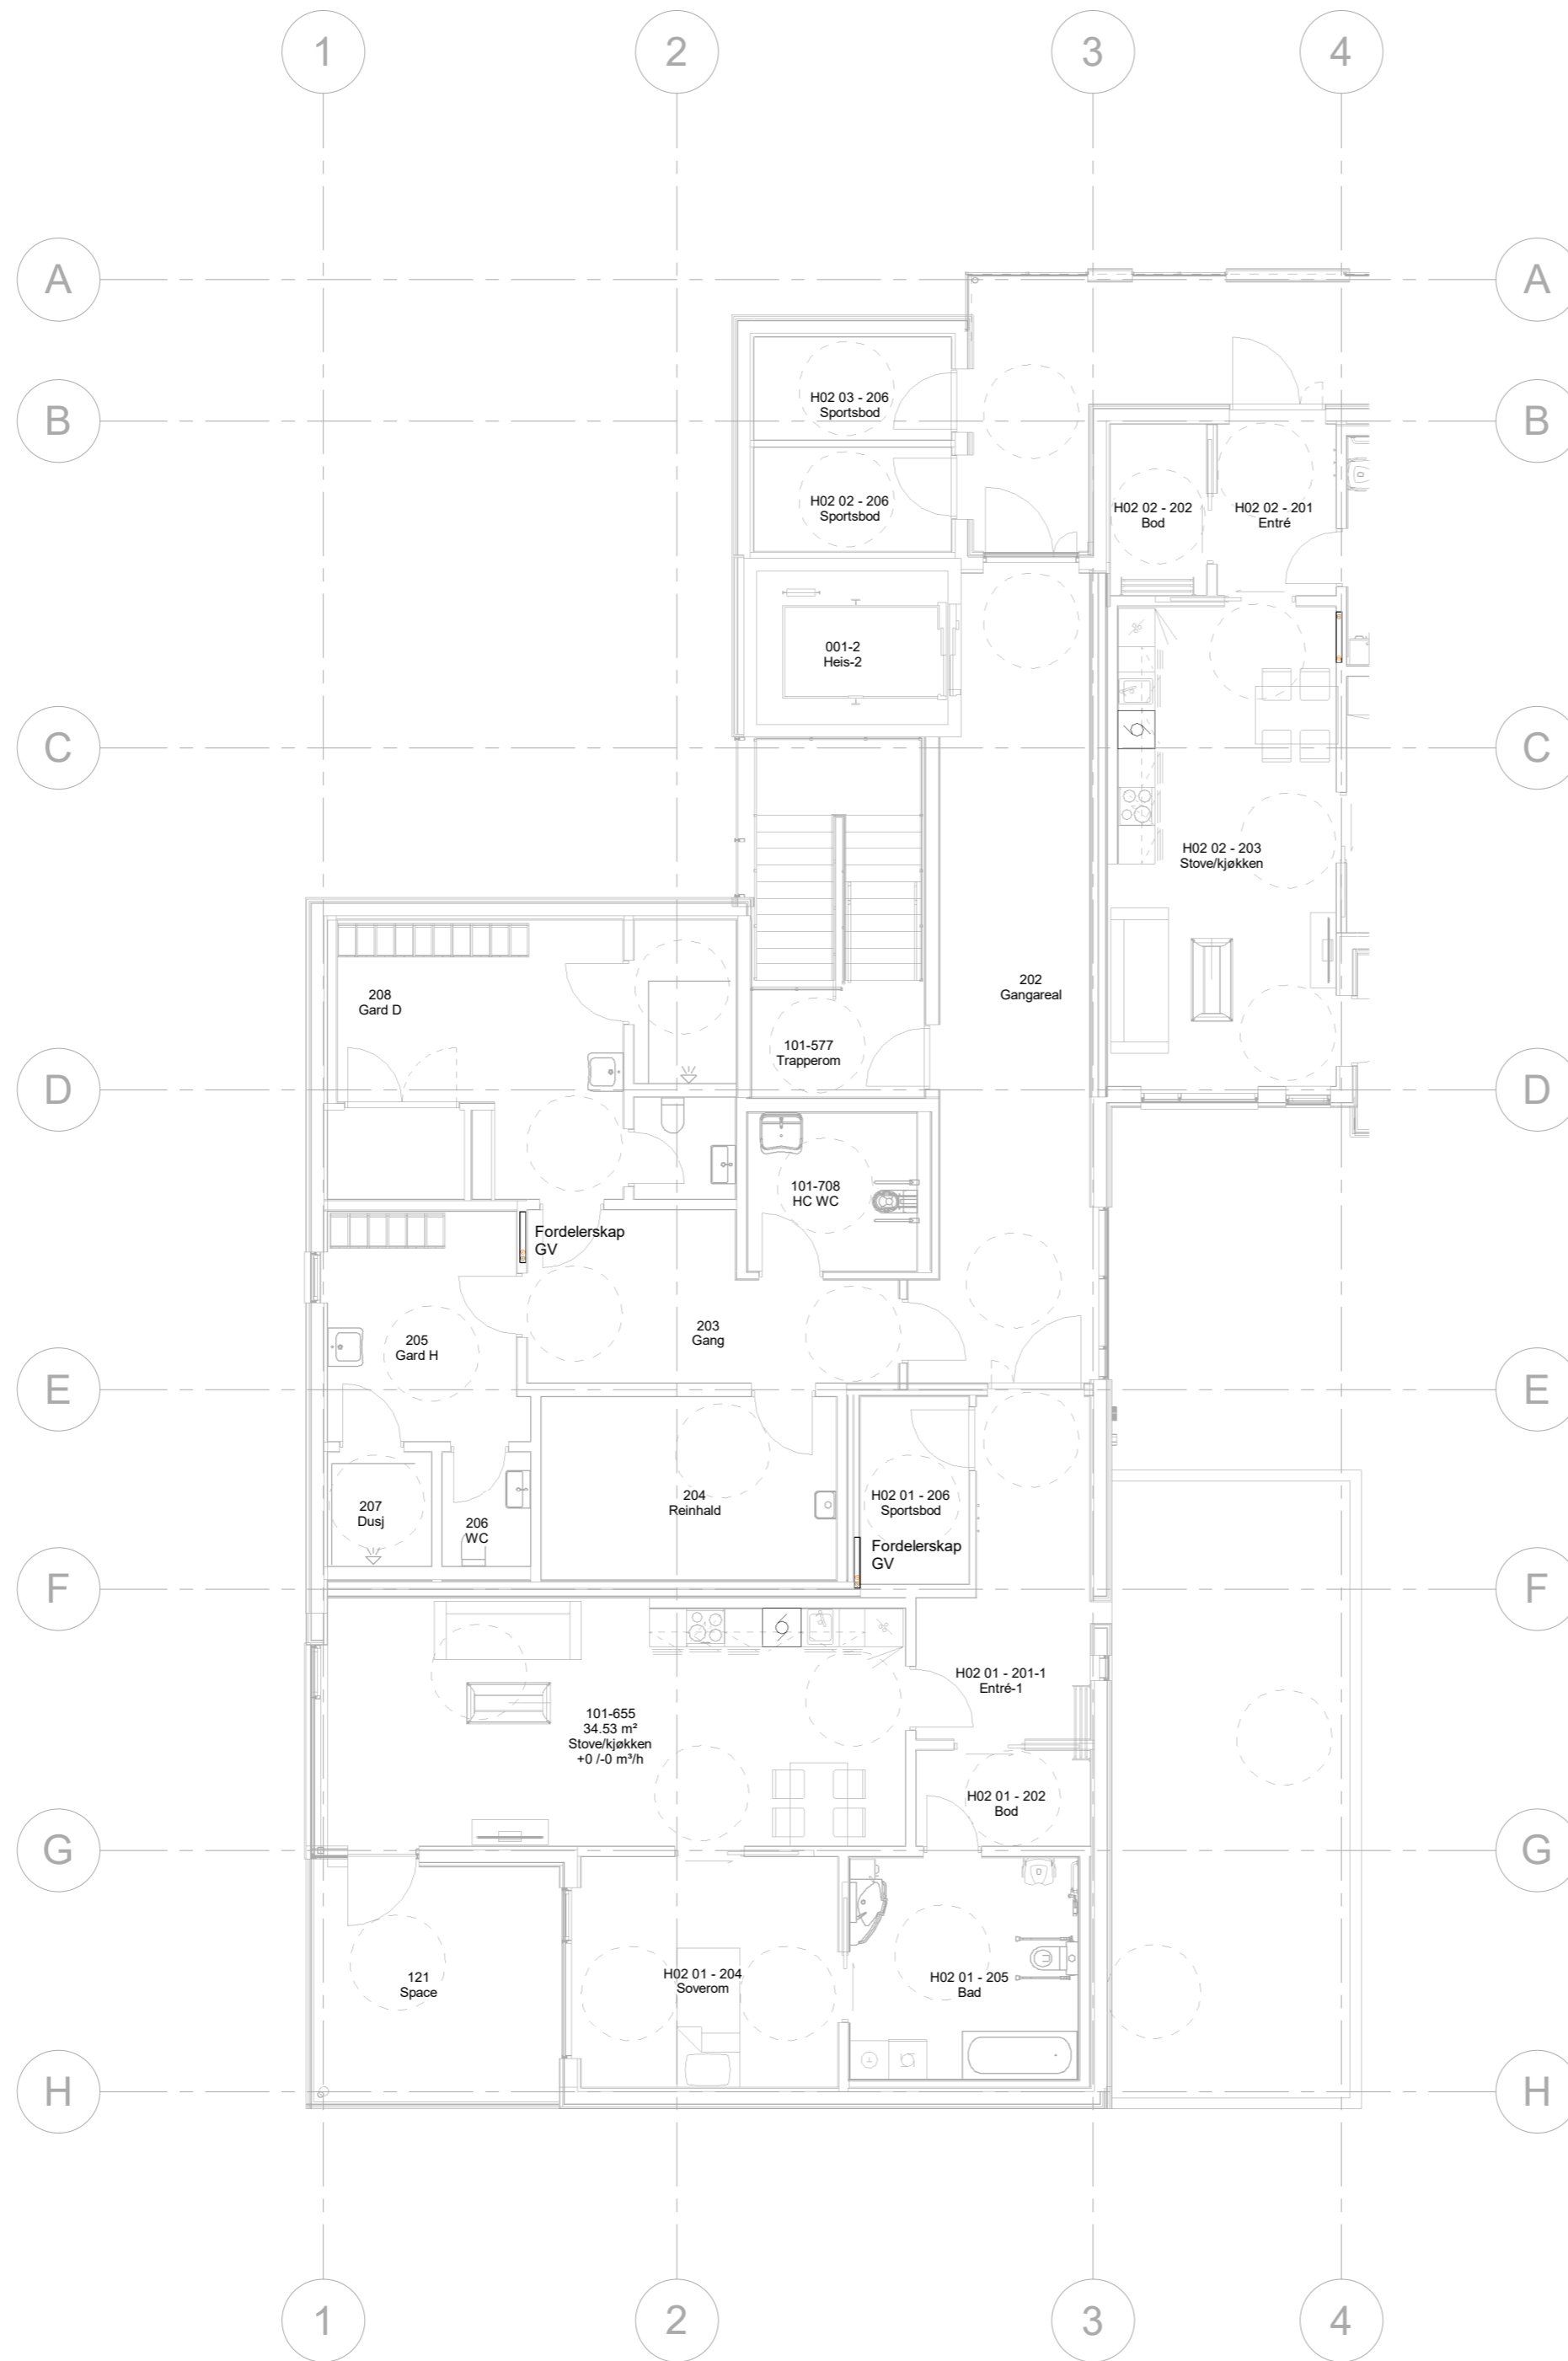 1
2
3
4
A
A
H02 03 - 206
Sportsbod
B
B
H02 02 - 206
Sportsbod
H02 02 - 202
Bod
H02 02 - 201
Entré
001-2
Heis-2
C
C
H02 02 - 203
Stove/kjøkken
208
Gard D
202
Gangareal
101-577
Trapperom
D
D
101-708
HC WC
Fordelerskap
GV
203
Gang
205
Gard H
E
E
204
Reinhald
H02 01 - 206
Sportsbod
207
Dusj
206
WC
Fordelerskap
GV
F
F
H02 01 - 201-1
Entré-1
101-655
34.53 m²
Stove/kjøkken
+0 /-0 m³/h
H02 01 - 202
Bod
G
G
121
Space
H02 01 - 204
Soverom
H02 01 - 205
Bad
H
H
1
2
3
4